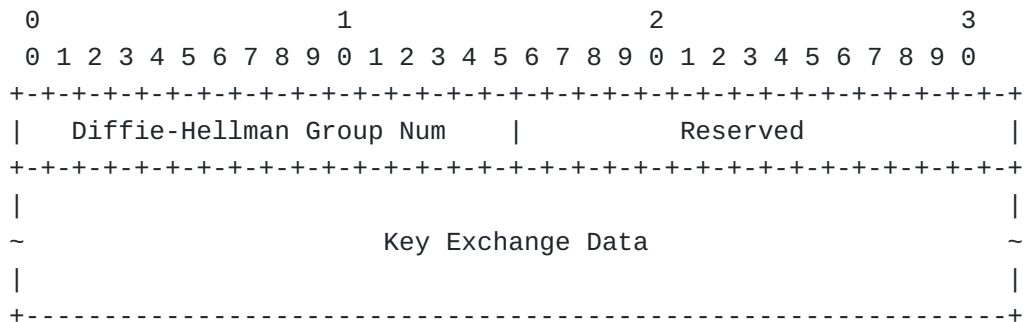 0                   1                   2                   3
 0 1 2 3 4 5 6 7 8 9 0 1 2 3 4 5 6 7 8 9 0 1 2 3 4 5 6 7 8 9 0
+-+-+-+-+-+-+-+-+-+-+-+-+-+-+-+-+-+-+-+-+-+-+-+-+-+-+-+-+-+-+-+-+
|   Diffie-Hellman Group Num    |          Reserved             |
+-+-+-+-+-+-+-+-+-+-+-+-+-+-+-+-+-+-+-+-+-+-+-+-+-+-+-+-+-+-+-+-+
|                                                               |
~                       Key Exchange Data                       ~
|                                                               |
+---------------------------------------------------------------+